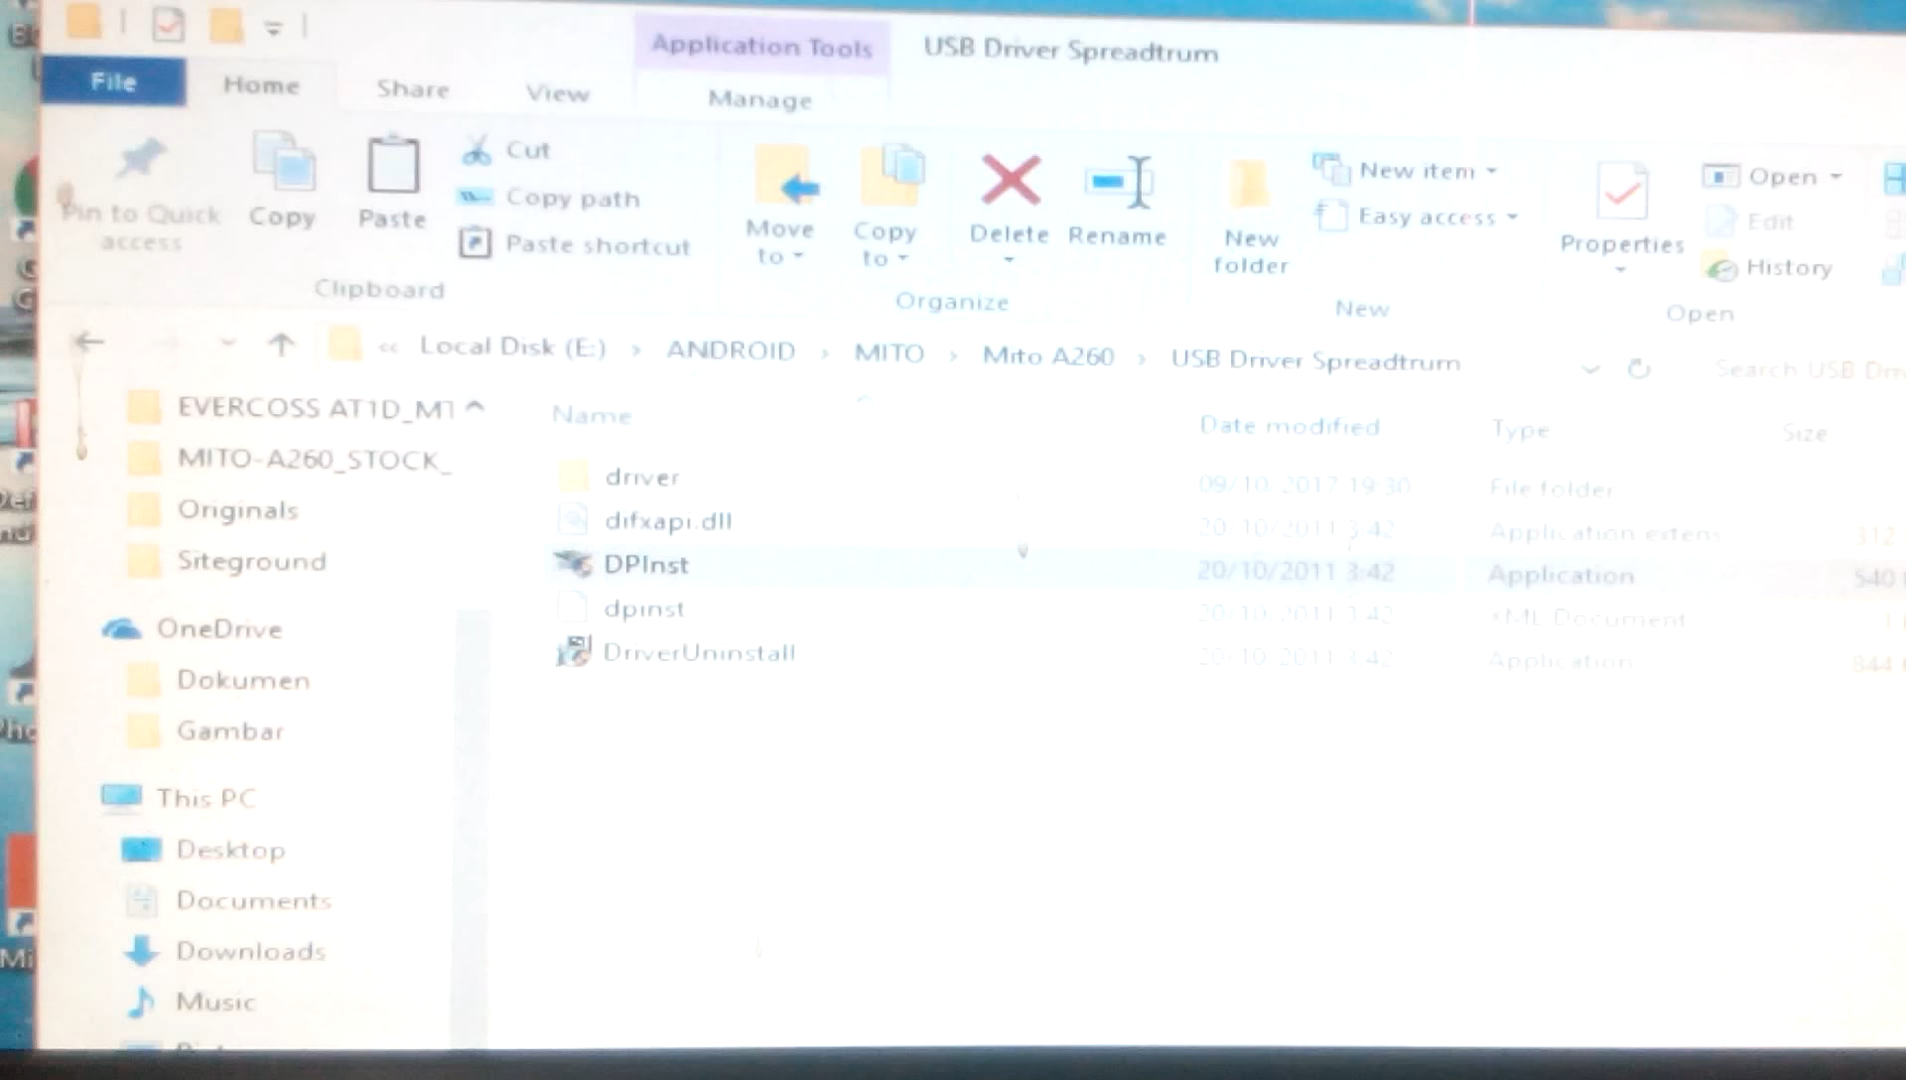 Application Tools
USB Driver Spreadtrum
File
Home
Share
View
Manage
Pin to Quick access
Copy
Paste
Cut
Copy path
Paste shortcut
Clipboard
Move to
Copy to
Delete
Rename
Organize
New folder
New item
Easy access
New
Properties
Open
Edit
History
Open
« Local Disk (E:) › ANDROID › MITO › Mito A260 › USB Driver Spreadtrum
Search USB
EVERCOSS AT1D_MT
MITO-A260_STOCK_
Originals
Siteground
OneDrive
Dokumen
Gambar
This PC
Desktop
Documents
Downloads
Music
Name Date modified Type Size
driver 09/10/2017 19:30 File folder
difxapi.dll 20/10/2011 3:42 Application extens 312
DPInst 20/10/2011 3:42 Application 540
dpinst 20/10/2011 3:42 XML Document 1
DriverUninstall 20/10/2011 3:42 Application 844